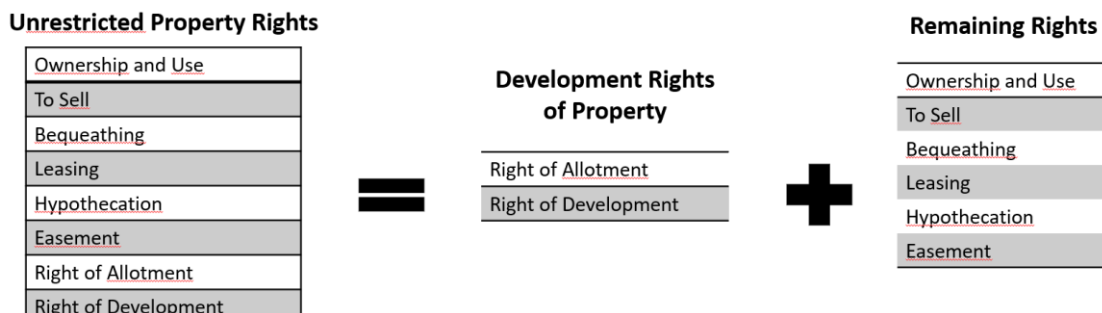 Unrestricted Property Rights
Ownership and Use
To Sell
Bequeathing
Leasing
Hypothecation
Easement
Right of Allotment
Right of Development
Development Rights
of Property
Right of Allotment
Right of Development
Remaining Rights
Ownership and Use
To Sell
Bequeathing
Leasing
Hypothecation
Easement